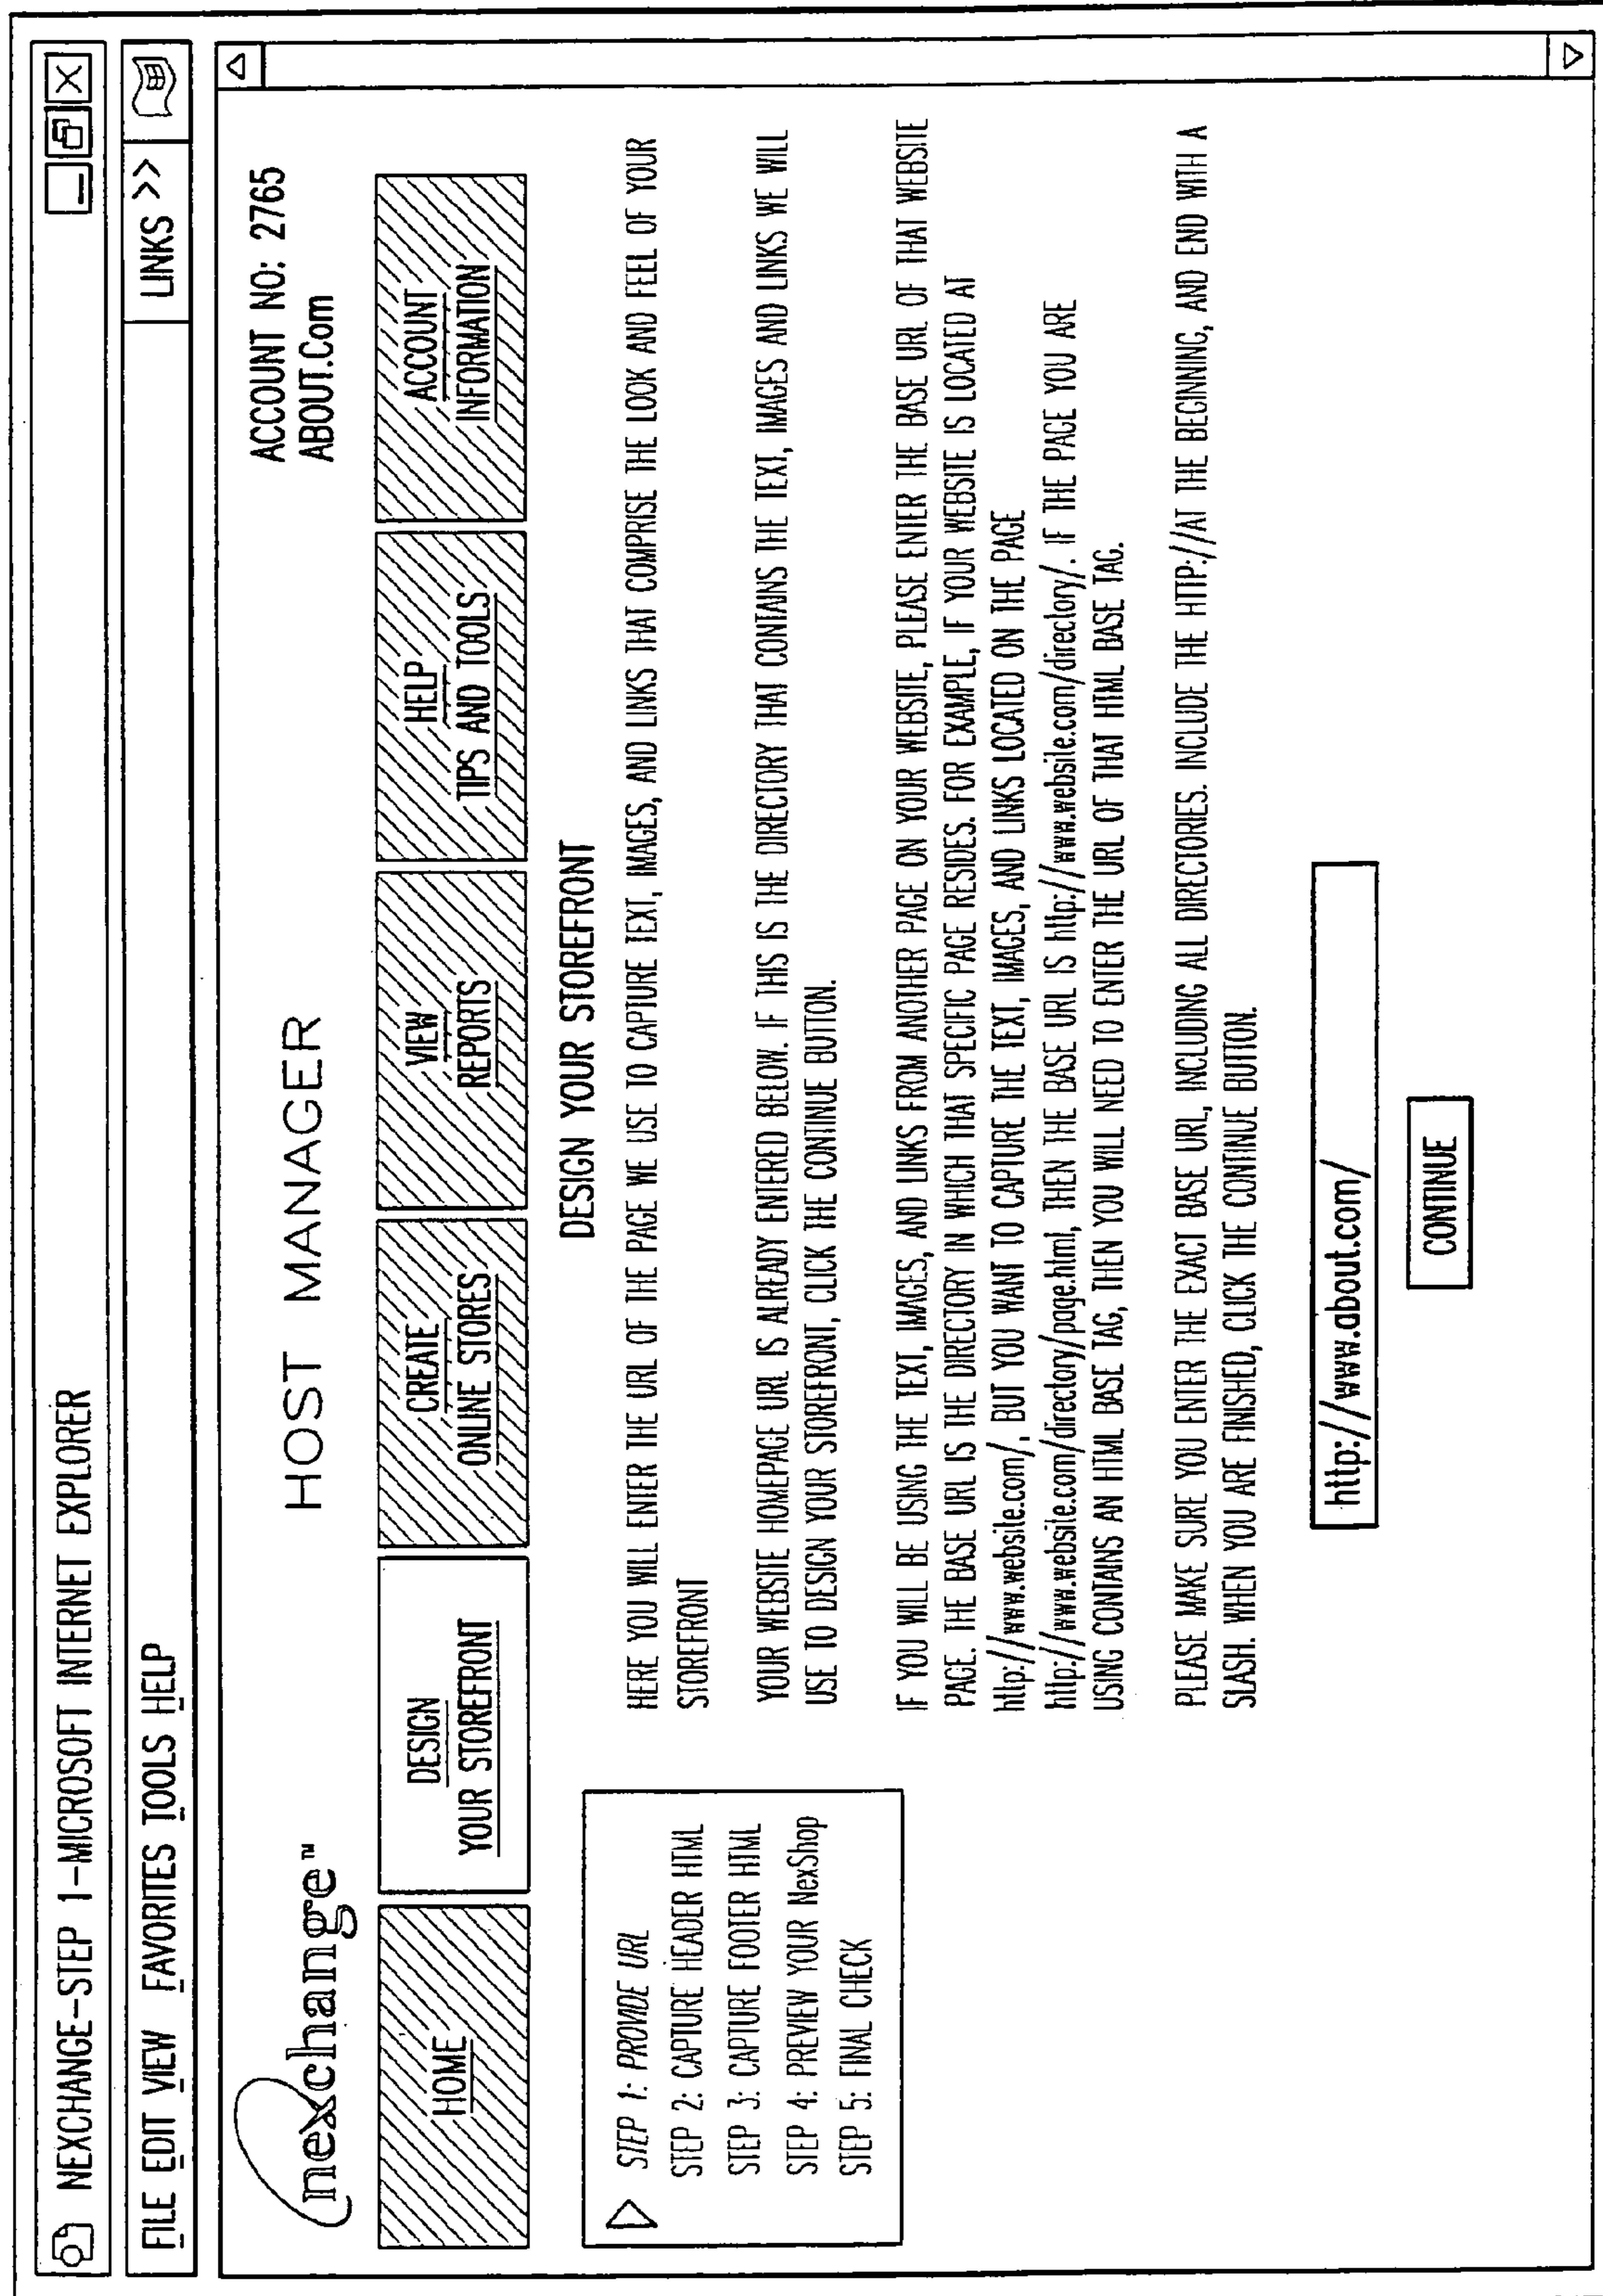 NEXCHANGE-STEP 1-MICROSOFT INTERNET EXPLORER
FILE EDIT VIEW FAVORITES TOOLS HELP
LINKS >>
nexchange™
HOST MANAGER
ACCOUNT NO: 2765
ABOUT.Com
HOME
DESIGN
YOUR STOREFRONT
CREATE
ONLINE STORES
VIEW
REPORTS
HELP
TIPS AND TOOLS
ACCOUNT
INFORMATION
STEP 1: PROVIDE URL
STEP 2: CAPTURE HEADER HTML
STEP 3: CAPTURE FOOTER HTML
STEP 4: PREVIEW YOUR NexShop
STEP 5: FINAL CHECK
DESIGN YOUR STOREFRONT
HERE YOU WILL ENTER THE URL OF THE PAGE WE USE TO CAPTURE TEXT, IMAGES, AND LINKS THAT COMPRISE THE LOOK AND FEEL OF YOUR
STOREFRONT
YOUR WEBSITE HOMEPAGE URL IS ALREADY ENTERED BELOW. IF THIS IS THE DIRECTORY THAT CONTAINS THE TEXT, IMAGES AND LINKS WE WILL
USE TO DESIGN YOUR STOREFRONT, CLICK THE CONTINUE BUTTON.
IF YOU WILL BE USING THE TEXT, IMAGES, AND LINKS FROM ANOTHER PAGE ON YOUR WEBSITE, PLEASE ENTER THE BASE URL OF THAT WEBSITE
PAGE. THE BASE URL IS THE DIRECTORY IN WHICH THAT SPECIFIC PAGE RESIDES. FOR EXAMPLE, IF YOUR WEBSITE IS LOCATED AT
http://www.website.com/, BUT YOU WANT TO CAPTURE THE TEXT, IMAGES, AND LINKS LOCATED ON THE PAGE
http://www.website.com/directory/page.html, THEN THE BASE URL IS http://www.website.com/directory/. IF THE PAGE YOU ARE
USING CONTAINS AN HTML BASE TAG, THEN YOU WILL NEED TO ENTER THE URL OF THAT HTML BASE TAG.
PLEASE MAKE SURE YOU ENTER THE EXACT BASE URL, INCLUDING ALL DIRECTORIES. INCLUDE THE HTTP://AT THE BEGINNING, AND END WITH A
SLASH. WHEN YOU ARE FINISHED, CLICK THE CONTINUE BUTTON.
http://www.about.com/
CONTINUE